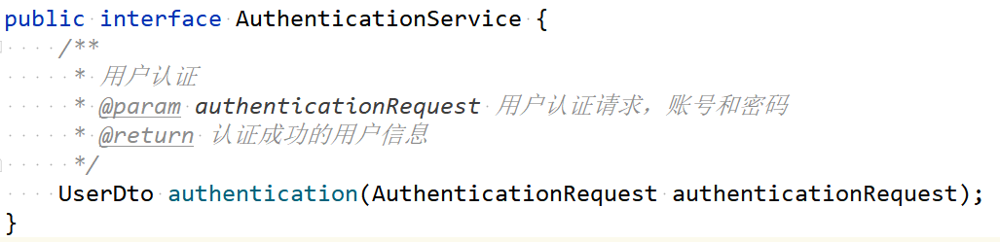 public interface AuthenticationService {
/**
* 用户认证
* @param authenticationRequest 用户认证请求，账号和密码
* @return 认证成功的用户信息
*/
UserDto authentication(AuthenticationRequest authenticationRequest);
}